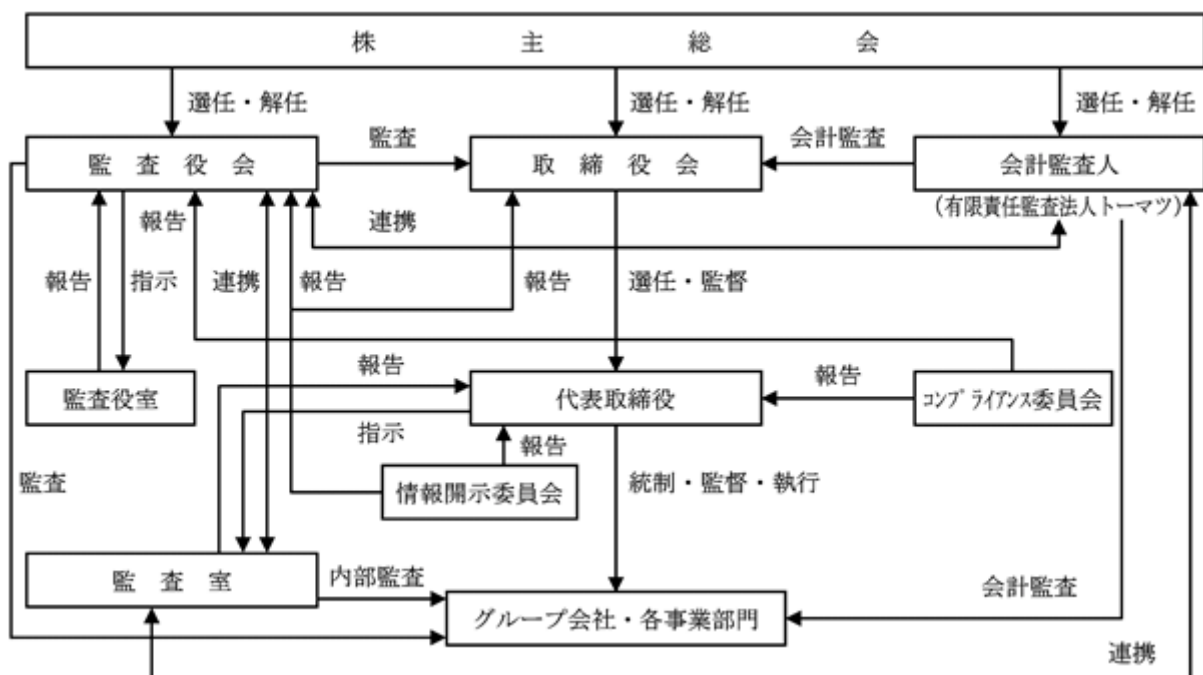 株主総会
選任・解任
選任・解任
選任・解任
監査役会
監査
取締役会
会計監査
会計監査人
(有限責任監査法人トーマツ)
報告
連携
報告
指示
連携
報告
報告
選任・監督
監査役室
報告
代表取締役
報告
コンプライアンス委員会
指示
報告
監査
情報開示委員会
統制・監督・執行
監査室
内部監査
グループ会社・各事業部門
会計監査
連携